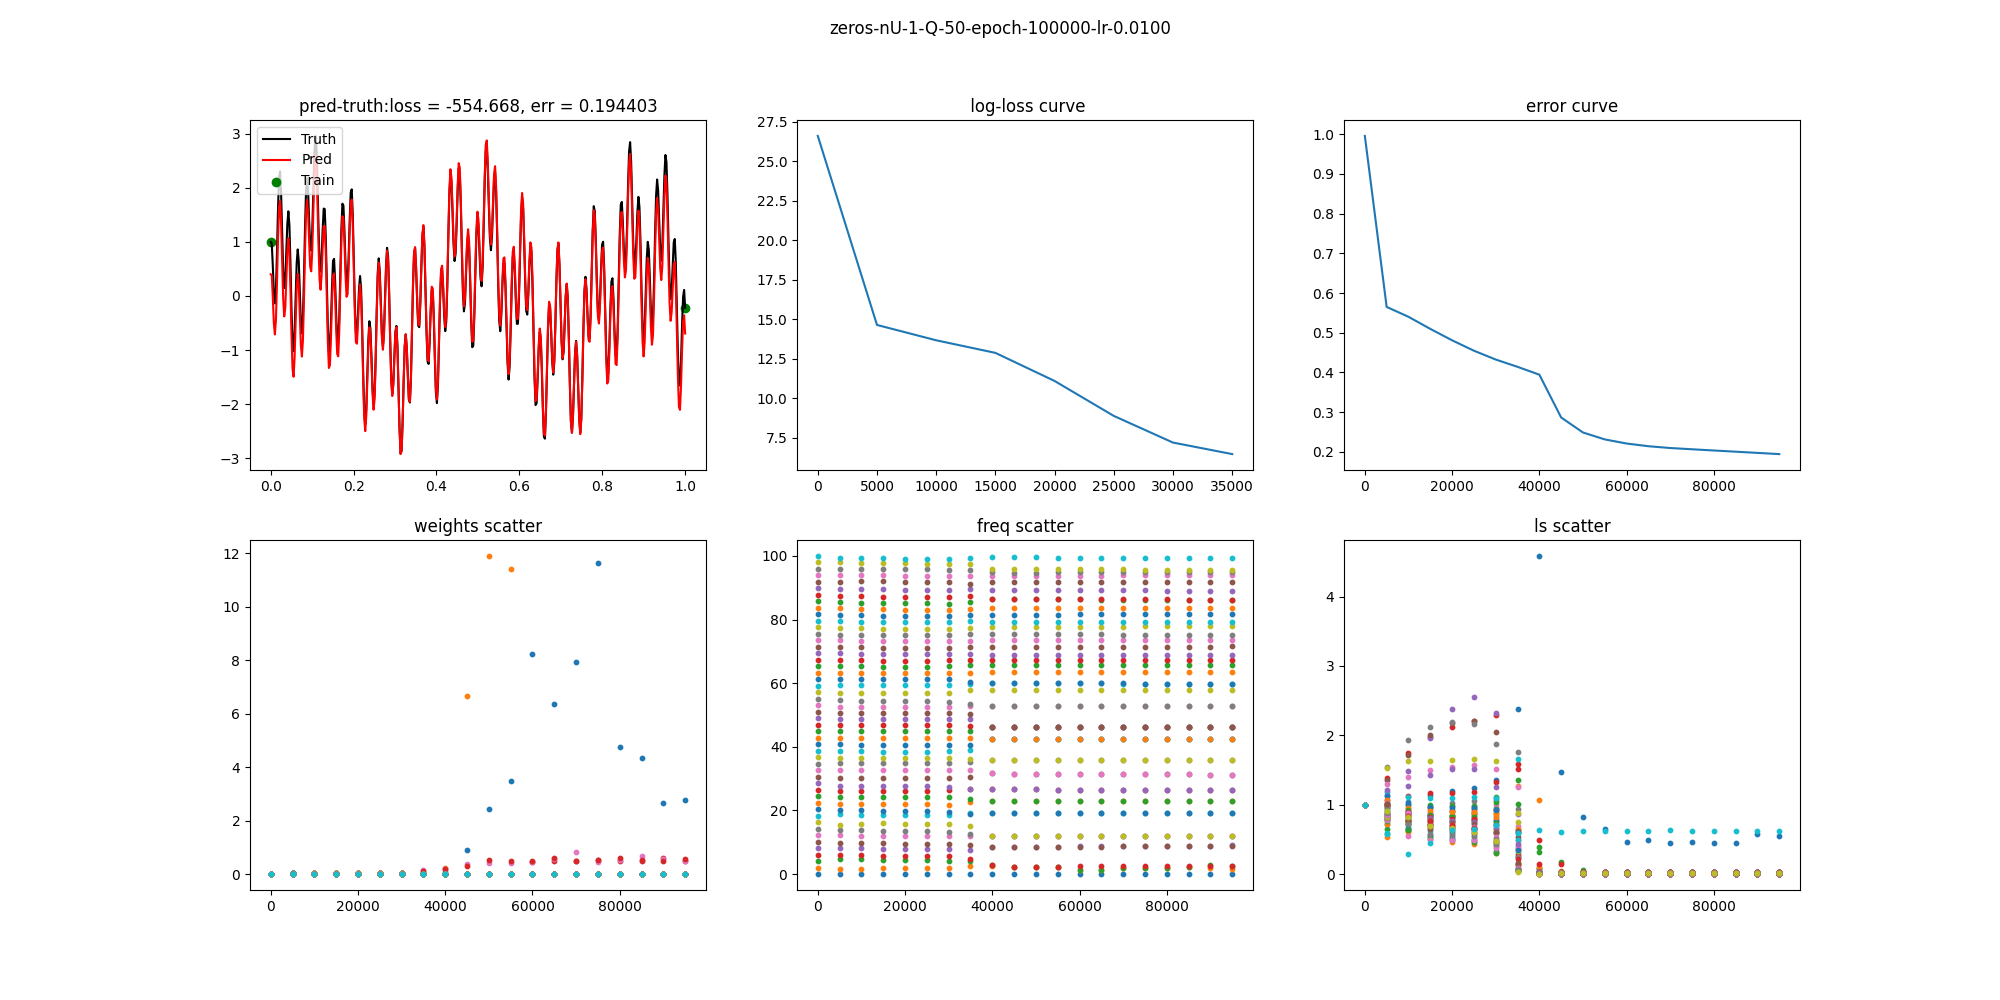 zeros-nU-1-Q-50-epoch-100000-lr-0.0100
pred-truth:loss = -554.668, err = 0.194403
Truth
Pred
Train
3
2
1
0
−1
−2
−3
0.0 0.2 0.4 0.6 0.8 1.0
log-loss curve
27.5
25.0
22.5
20.0
17.5
15.0
12.5
10.0
7.5
0 5000 10000 15000 20000 25000 30000 35000
error curve
1.0
0.9
0.8
0.7
0.6
0.5
0.4
0.3
0.2
0 20000 40000 60000 80000
weights scatter
12
10
8
6
4
2
0
0 20000 40000 60000 80000
freq scatter
100
80
60
40
20
0
0 20000 40000 60000 80000
ls scatter
4
3
2
1
0
0 20000 40000 60000 80000